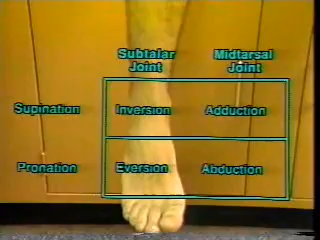 Subtalar Joint Midtarsal Joint
Supination Inversion Adduction
Pronation Eversion Abduction